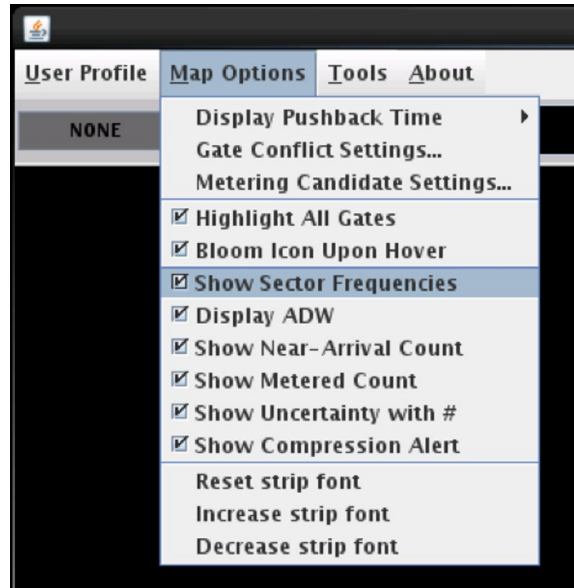 User Profile Map Options Tools About
NONE
Display Pushback Time
Gate Conflict Settings...
Metering Candidate Settings...
Highlight All Gates
Bloom Icon Upon Hover
Show Sector Frequencies
Display ADW
Show Near-Arrival Count
Show Metered Count
Show Uncertainty with #
Show Compression Alert
Reset strip font
Increase strip font
Decrease strip font